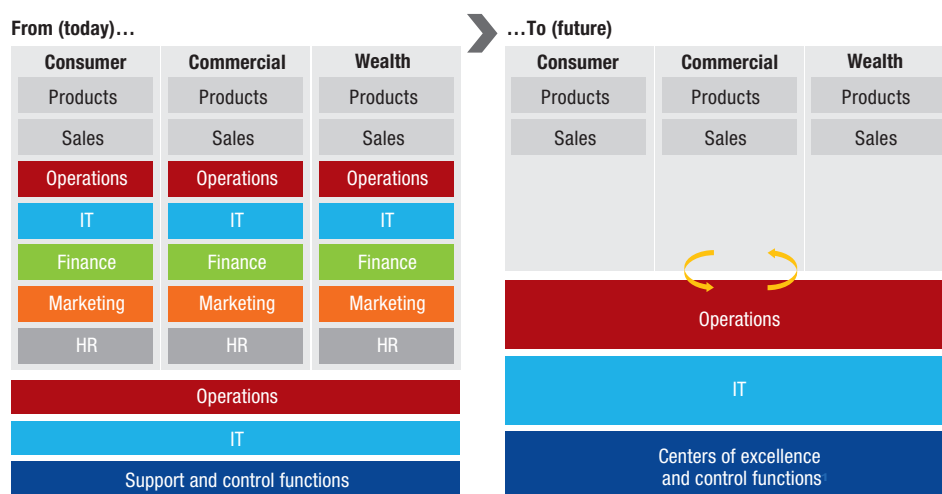 From (today)…
…To (future)
Consumer
Commercial
Wealth
Products
Products
Products
Sales
Sales
Sales
Operations
Operations
Operations
IT
IT
IT
Finance
Finance
Finance
Marketing
Marketing
Marketing
HR
HR
HR
Operations
IT
Support and control functions
Consumer
Commercial
Wealth
Products
Products
Products
Sales
Sales
Sales
Operations
IT
Centers of excellence
and control functions